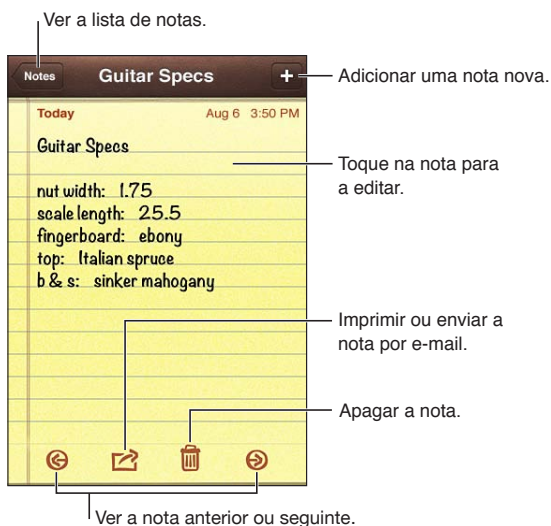 Ver a lista de notas.
Notes
Guitar Specs
+
Adicionar uma nota nova.
Today
Aug 6 3:50 PM
Guitar Specs
Toque na nota para
a editar.
nut width: 1.75
scale length: 25.5
fingerboard: ebony
top: Italian spruce
b & s: sinker mahogany
Imprimir ou enviar a
nota por e-mail.
Apagar a nota.
Ver a nota anterior ou seguinte.